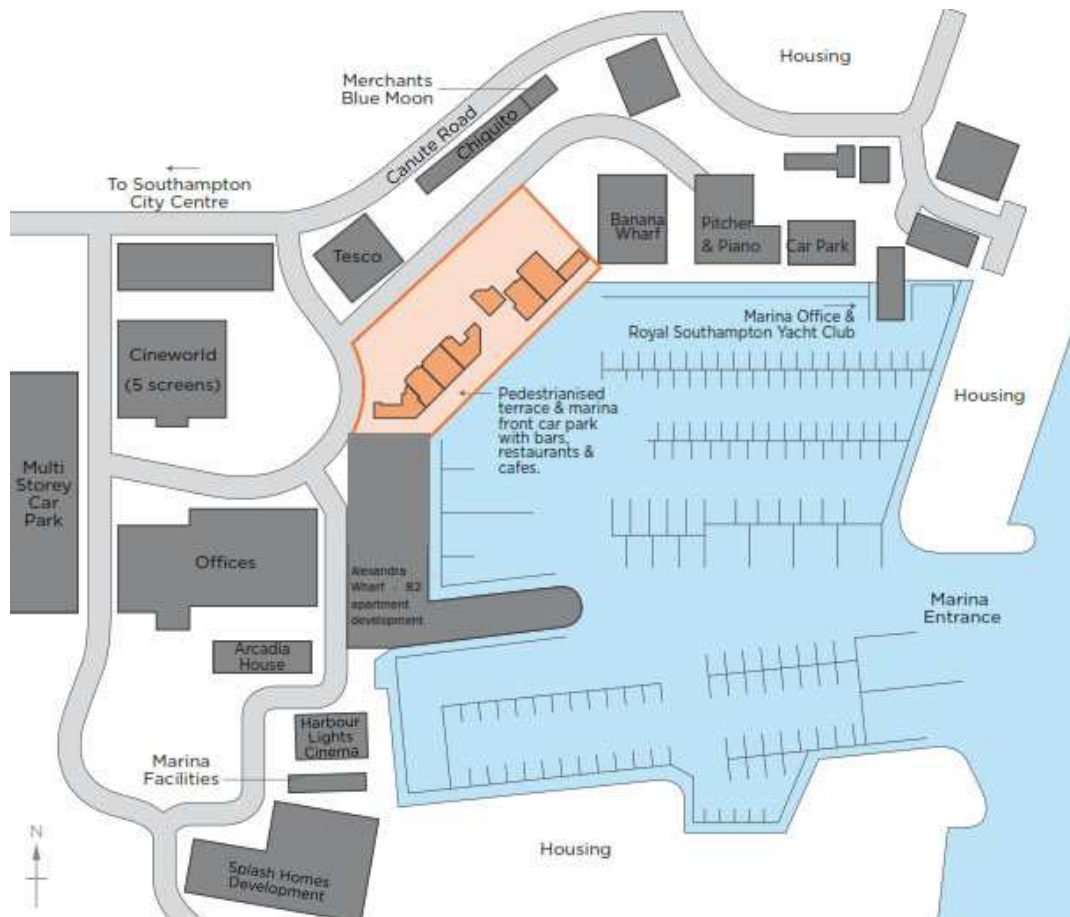 Housing
Merchants
Blue Moon
Canute Road
Chiquito
To Southampton
City Centre
Tesco
Banana
Wharf
Pitcher
& Piano
Car Park
Marina Office &
Royal Southampton Yacht Club
Cineworld
(5 screens)
Pedestrianised
terrace & marina
front car park
with bars,
restaurants &
cafes.
Housing
Multi
Storey
Car
Park
Offices
Alexandra
Wharf - 82
apartment
development
Marina
Entrance
Arcadia
House
Harbour
Lights
Cinema
Marina
Facilities
N
Housing
Splash Homes
Development